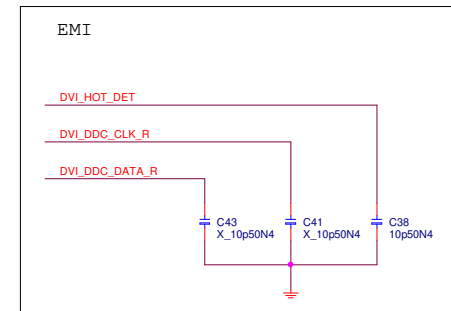 EMI
DVI_HOT_DET
DVI_DDC_CLK_R
DVI_DDC_DATA_R
C43
X_10p50N4
C41
X_10p50N4
C38
10p50N4